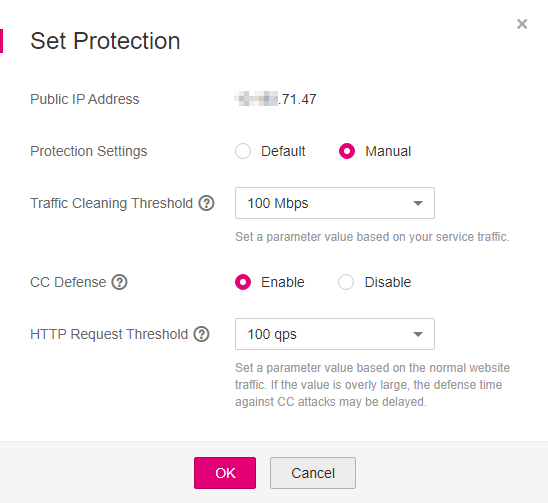 Set Protection
Public IP Address .71.47
Protection Settings Default Manual
Traffic Cleaning Threshold ? 100 Mbps
Set a parameter value based on your service traffic.
CC Defense ? Enable Disable
HTTP Request Threshold ? 100 qps
Set a parameter value based on the normal website
traffic. If the value is overly large, the defense time
against CC attacks may be delayed.
OK Cancel